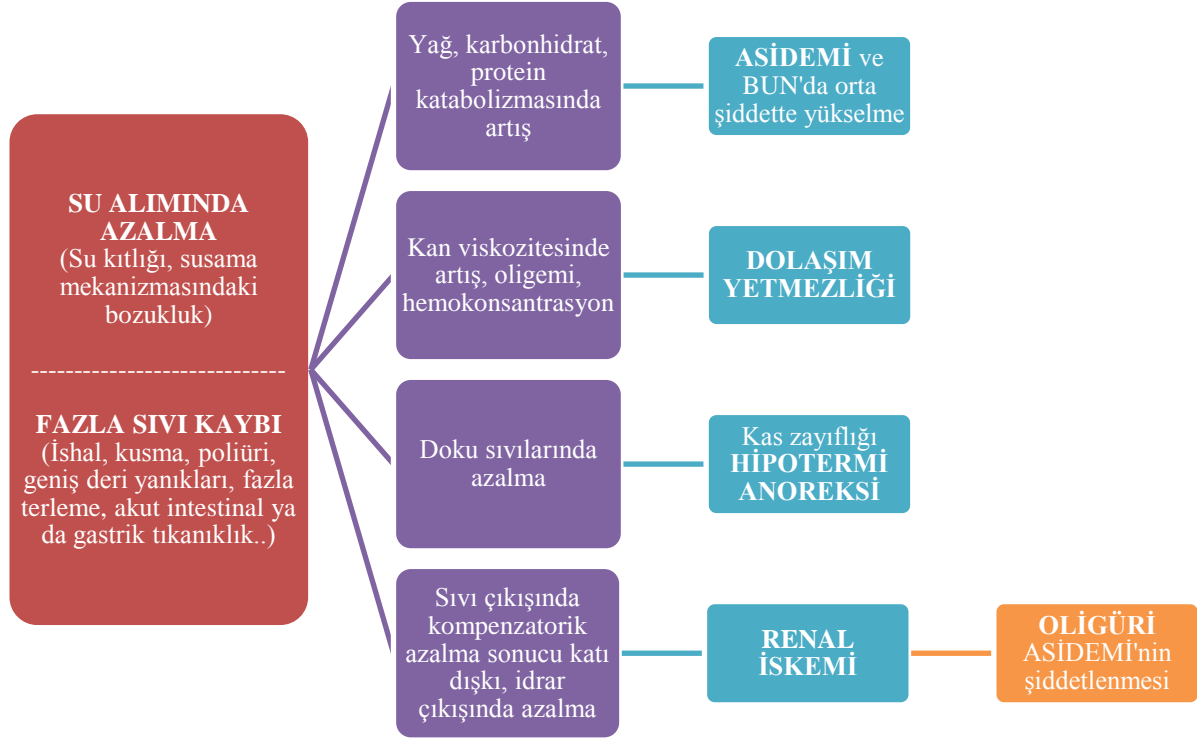 SU ALIMINDA
AZALMA
(Su kıtlığı, susama
mekanizmasındaki
bozukluk)
-----------------------------
FAZLA SIVI KAYBI
(İshal, kusma, poliüri,
geniş deri yanıkları, fazla
terleme, akut intestinal ya
da gastrik tıkanıklık..)
Yağ, karbonhidrat,
protein
katabolizmasında
artış
ASİDEMİ ve
BUN'da orta
şiddette yükselme
Kan viskozitesinde
artış, oligemi,
hemokonsantrasyon
DOLAŞIM
YETMEZLİĞİ
Doku sıvılarında
azalma
Kas zayıflığı
HİPOTERMİ
ANOREKSİ
Sıvı çıkışında
kompenzatorik
azalma sonucu katı
dışkı, idrar
çıkışında azalma
RENAL
İSKEMİ
OLİGÜRİ
ASİDEMİ'nin
şiddetlenmesi